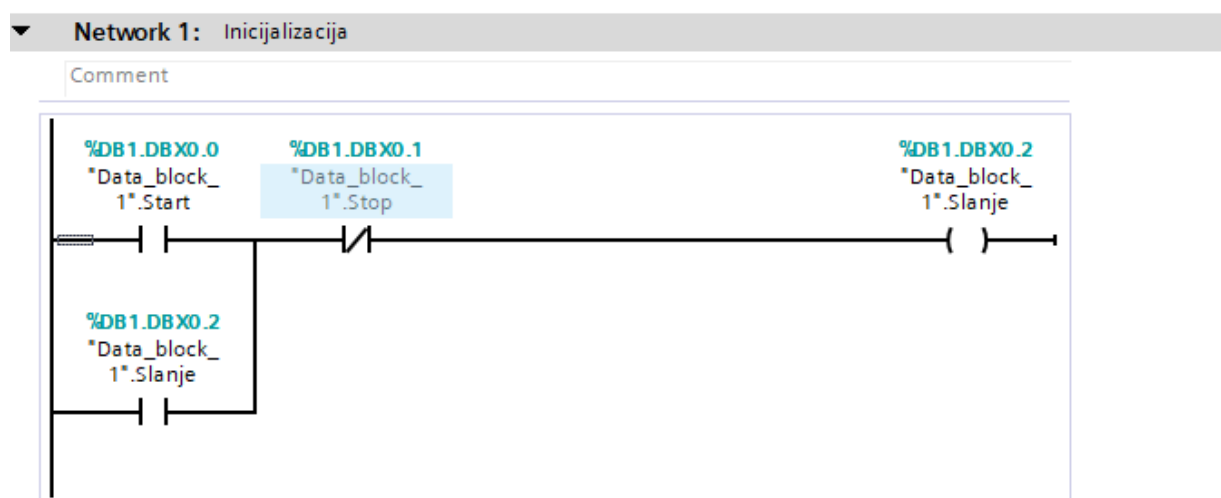 Network 1: Inicijalizacija
Comment
%DB1.DBX0.0
"Data_block_
1".Start
%DB1.DBX0.1
"Data_block_
1".Stop
%DB1.DBX0.2
"Data_block_
1".Slanje
%DB1.DBX0.2
"Data_block_
1".Slanje